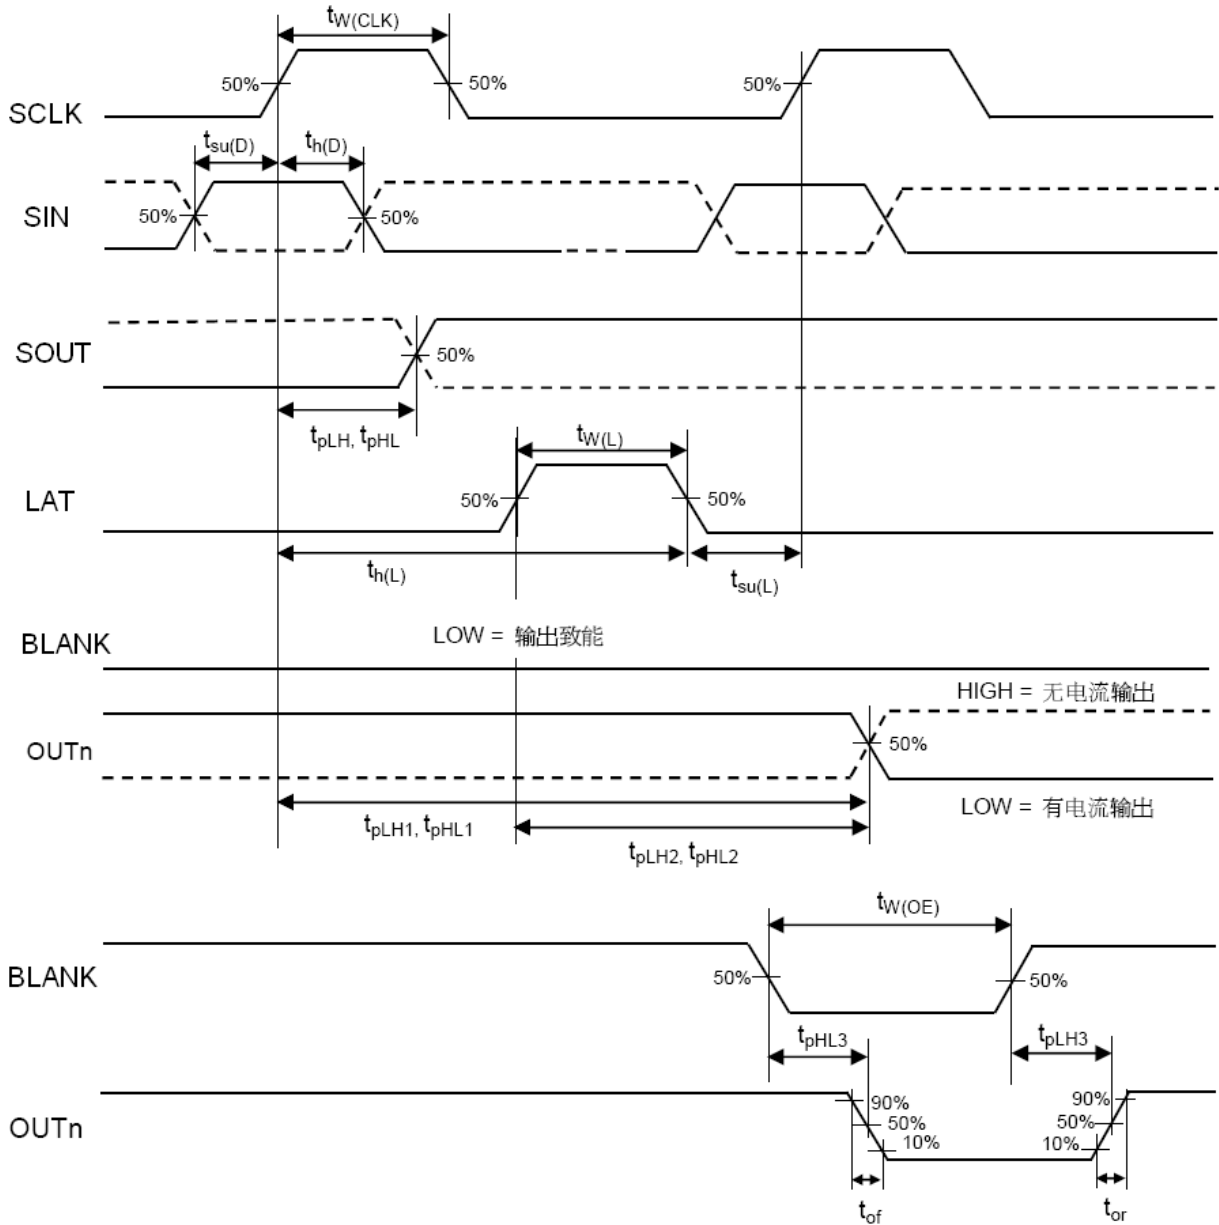 tW(CLK)
50%
50%
50%
SCLK
tsu(D)
th(D)
SIN
50%
50%
SOUT
50%
tpLH, tpHL
tW(L)
LAT
50%
50%
th(L)
tsu(L)
BLANK
LOW = 输出致能
HIGH = 无电流输出
OUTn
50%
LOW = 有电流输出
tpLH1, tpHL1
tpLH2, tpHL2
tW(OE)
BLANK
50%
50%
tpHL3
tpLH3
OUTn
90%
50%
10%
90%
50%
10%
tof
tor